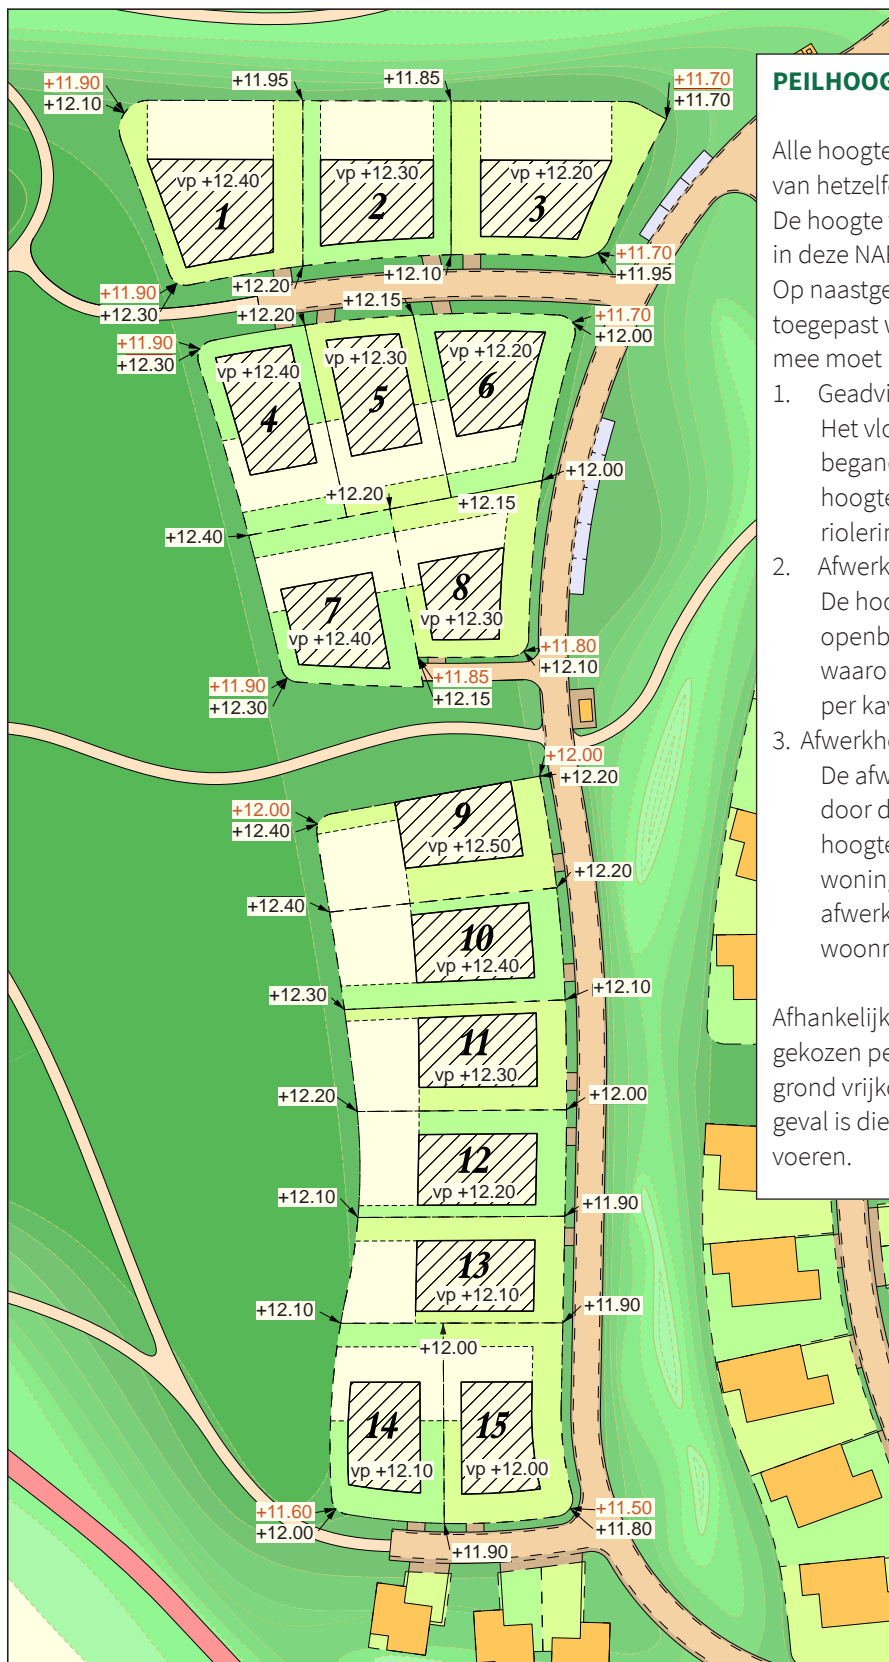 +11.90
+12.10
+11.95
+11.85
+11.70
+11.70
vp +12.40
1
vp +12.30
2
vp +12.20
3
+11.90
+12.30
+12.20
+12.10
+11.70
+11.95
+12.20
+12.15
+11.70
+12.00
+11.90
+12.30
vp +12.40
4
vp +12.30
5
vp +12.20
6
+12.00
+12.20
+12.15
+12.40
7
vp +12.40
8
vp +12.30
+11.80
+12.10
+11.90
+12.30
+11.85
+12.15
+12.00
+12.20
+12.00
+12.40
9
vp +12.50
+12.20
+12.40
10
vp +12.40
+12.30
+12.10
11
vp +12.30
+12.20
+12.00
12
vp +12.20
+12.10
+11.90
13
vp +12.10
+12.10
+11.90
+12.00
14
vp +12.10
15
vp +12.00
+11.60
+12.00
+11.50
+11.80
+11.90
PEILHOOG
Alle hoogte
van hetzelf
De hoogte
in deze NA
Op naastge
toegepast
mee moet
1. Geadvi
Het vlo
begane
hoogte
riolerin
2. Afwerk
De hoo
openb
waaro
per kav
3. Afwerkho
De afw
door d
hoogte
woning
afwerk
woonr
Afhankelijk
gekozen pe
grond vrijko
geval is die
voeren.